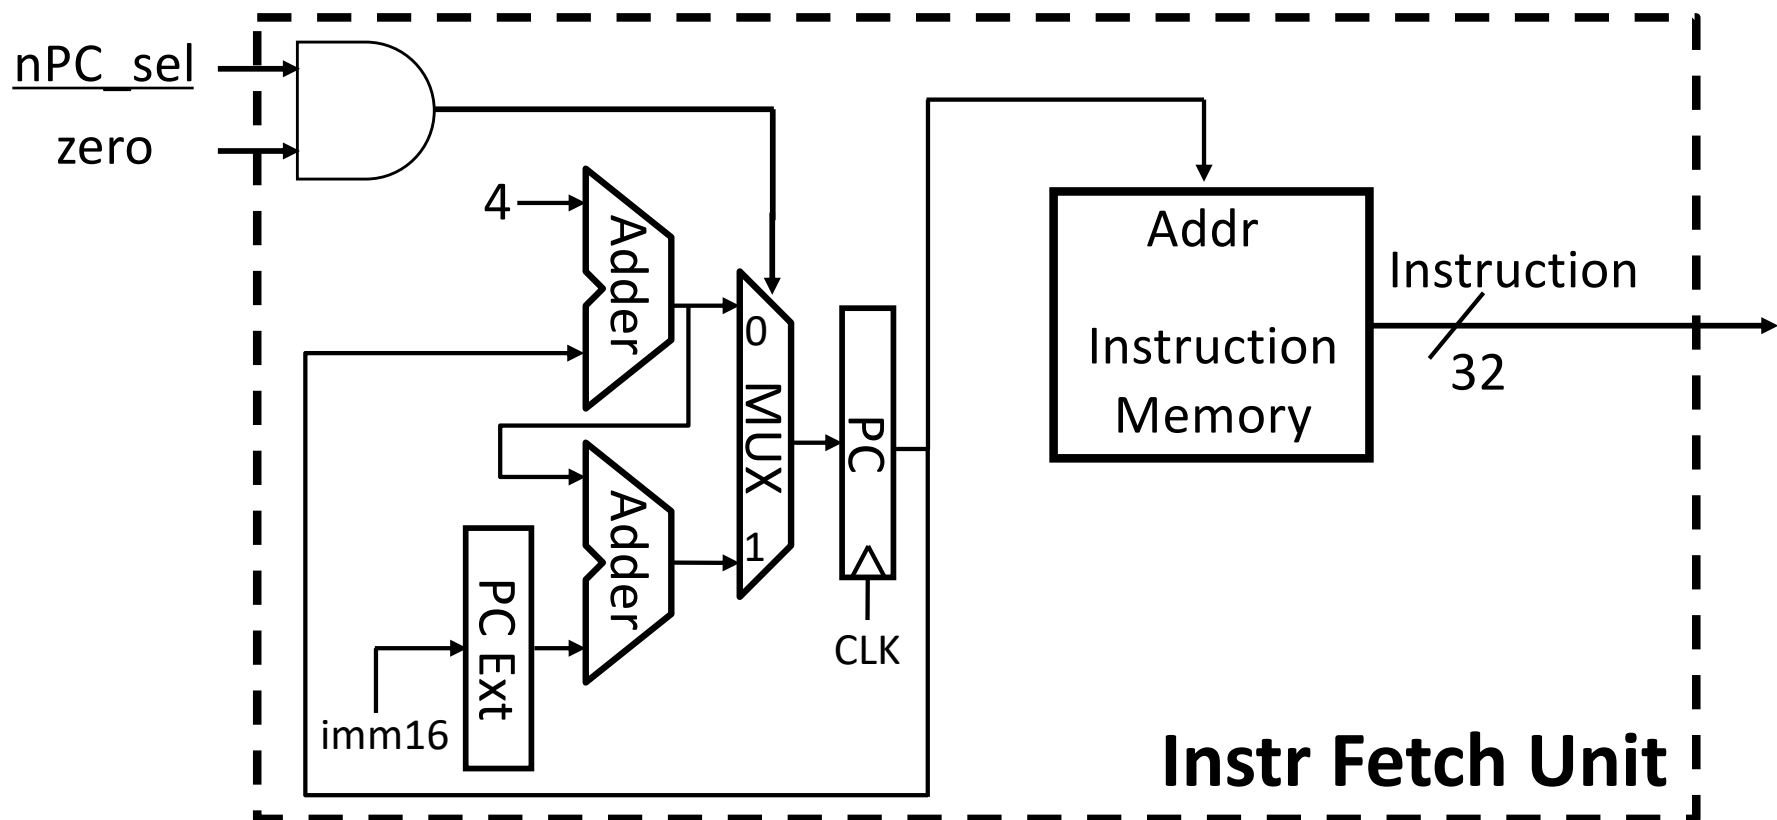 nPC_sel
zero
4
Adder
0
MUX
1
Adder
PC Ext
imm16
PC
CLK
Addr
Instruction
Memory
Instruction
32
Instr Fetch Unit